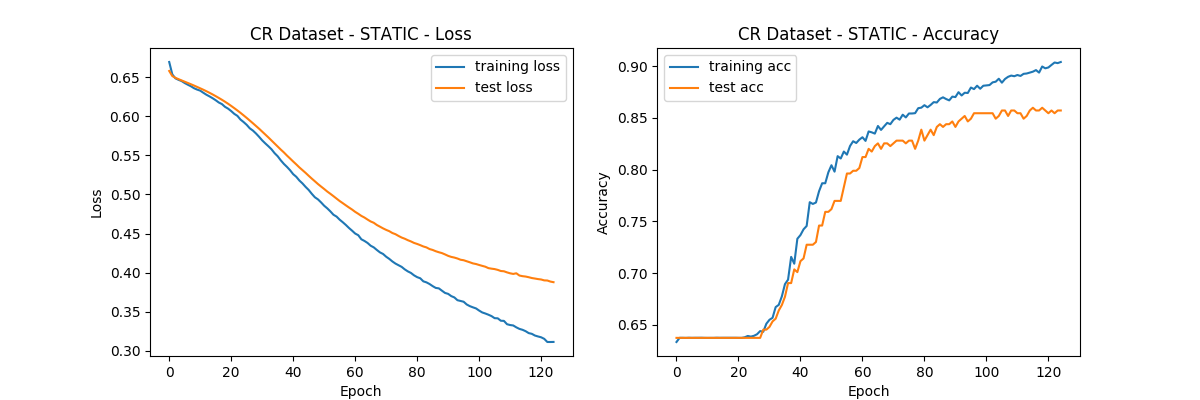 CR Dataset - STATIC - Loss
training loss
test loss
0.65
0.60
0.55
0.50
0.45
0.40
0.35
0.30
Loss
0 20 40 60 80 100 120
Epoch
CR Dataset - STATIC - Accuracy
training acc
test acc
0.90
0.85
0.80
0.75
0.70
0.65
Accuracy
0 20 40 60 80 100 120
Epoch